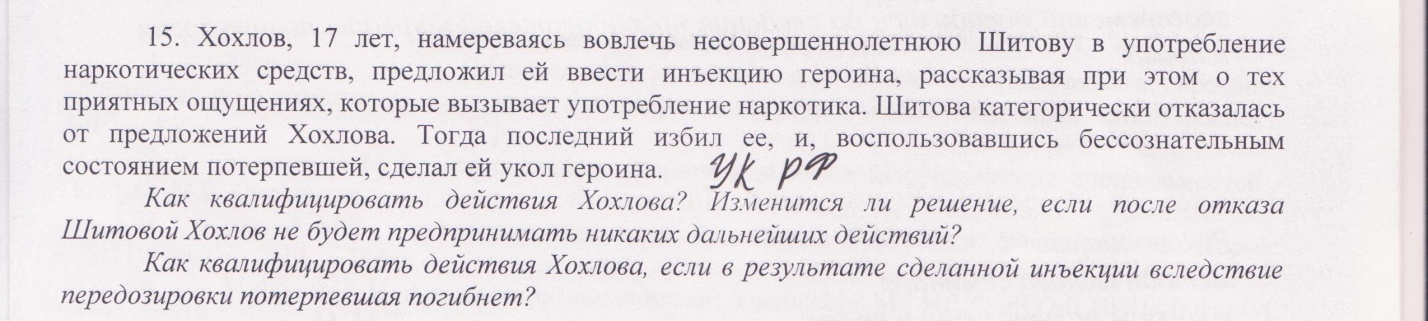 15. Хохлов, 17 лет, намереваясь вовлечь несовершеннолетнюю Шитову в употребление
наркотических средств, предложил ей ввести инъекцию героина, рассказывая при этом о тех
приятных ощущениях, которые вызывает употребление наркотика. Шитова категорически отказалась
от предложений Хохлова. Тогда последний избил ее, и, воспользовавшись бессознательным
состоянием потерпевшей, сделал ей укол героина. УК РФ
Как квалифицировать действия Хохлова? Изменится ли решение, если после отказа
Шитовой Хохлов не будет предпринимать никаких дальнейших действий?
Как квалифицировать действия Хохлова, если в результате сделанной инъекции вследствие
передозировки потерпевшая погибнет?